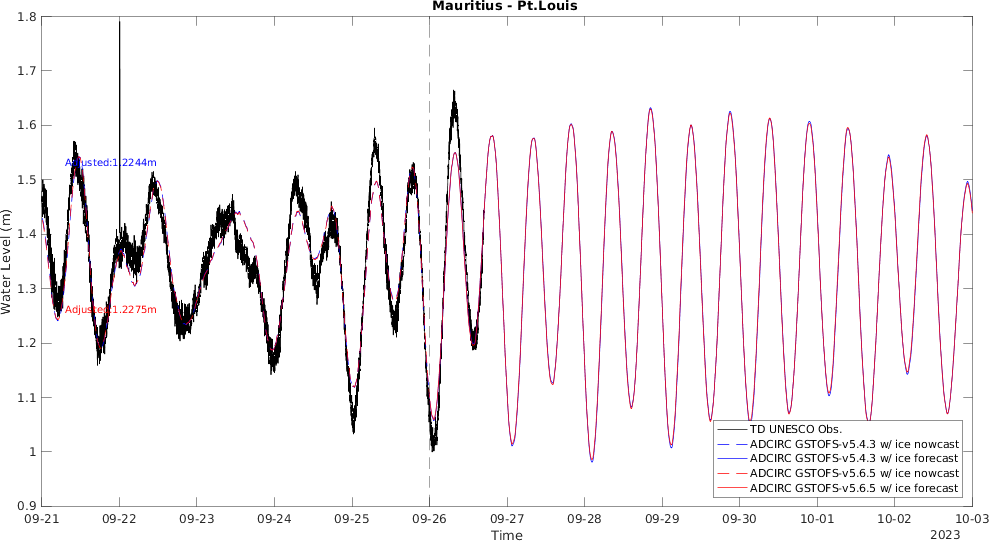 Mauritius - Pt.Louis
1.8
1.7
1.6
1.5
1.4
1.3
1.2
1.1
1
0.9
Water Level (m)
Adjusted:1.2244m
Adjusted:1.2275m
TD UNESCO Obs.
ADCIRC GSTOFS-v5.4.3 w/ ice nowcast
ADCIRC GSTOFS-v5.4.3 w/ ice forecast
ADCIRC GSTOFS-v5.6.5 w/ ice nowcast
ADCIRC GSTOFS-v5.6.5 w/ ice forecast
09-21 09-22 09-23 09-24 09-25 09-26 09-27 09-28 09-29 09-30 10-01 10-02 10-03
Time
2023